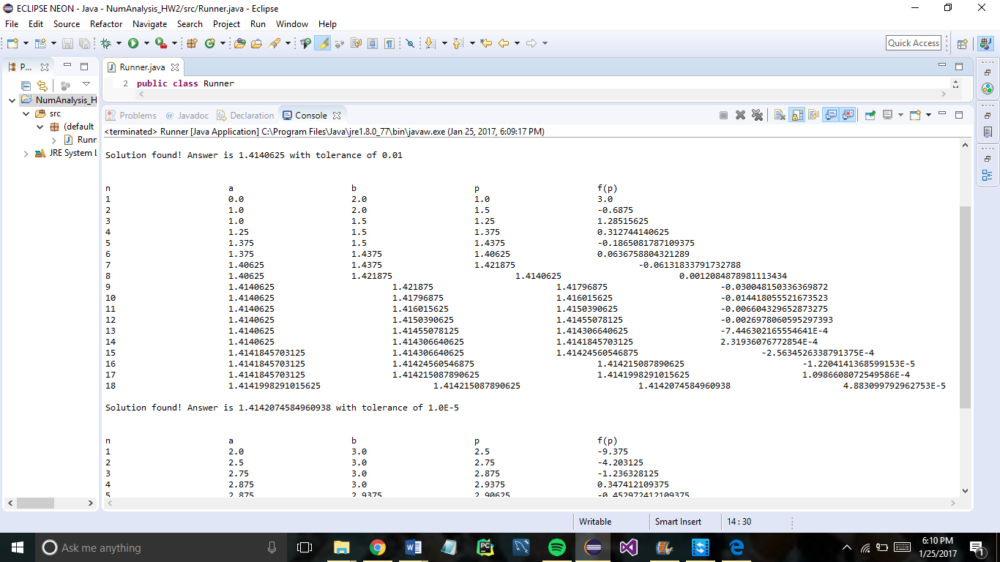 ECLIPSE NEON - Java - NumAnalysis_HW2/src/Runner.java - Eclipse
File Edit Source Refactor Navigate Search Project Run Window Help
Quick Access
P...
Runner.java
2 public class Runner
NumAnalysis_H
src
(default
Runr
JRE System L
Problems @ Javadoc Declaration Console
<terminated> Runner [Java Application] C:\Program Files\Java\jre1.8.0_77\bin\javaw.exe (Jan 25, 2017, 6:09:17 PM)
Solution found! Answer is 1.4140625 with tolerance of 0.01
n a b p f(p)
1 0.0 2.0 1.0 3.0
2 1.0 2.0 1.5 -0.6875
3 1.0 1.5 1.25 1.28515625
4 1.25 1.5 1.375 0.312744140625
5 1.375 1.5 1.4375 -0.1865081787109375
6 1.375 1.4375 1.40625 0.0636758804321289
7 1.40625 1.4375 1.421875 -0.06131833791732788
8 1.40625 1.421875 1.4140625 0.0012084878981113434
9 1.4140625 1.421875 1.41796875 -0.030048150336369872
10 1.4140625 1.41796875 1.416015625 -0.014418055521673523
11 1.4140625 1.416015625 1.4150390625 -0.006604329652873275
12 1.4140625 1.4150390625 1.41455078125 -0.0026978060595297393
13 1.4140625 1.41455078125 1.414306640625 -7.446302165554641E-4
14 1.4140625 1.414306640625 1.4141845703125 2.31936076772854E-4
15 1.4141845703125 1.414306640625 1.41424560546875 -2.5634526338791375E-4
16 1.4141845703125 1.41424560546875 1.414215087890625 -1.2204141368599153E-5
17 1.4141845703125 1.414215087890625 1.4141998291015625 1.0986608072549586E-4
18 1.4141998291015625 1.414215087890625 1.4142074584960938 4.883099792962753E-5
Solution found! Answer is 1.4142074584960938 with tolerance of 1.0E-5
n a b p f(p)
1 2.0 3.0 2.5 -9.375
2 2.5 3.0 2.75 -4.203125
3 2.75 3.0 2.875 -1.236328125
4 2.875 3.0 2.9375 0.347412109375
5 2.875 2.9375 2.90625 -0.452972412109375
Writable Smart Insert 14 : 30
Ask me anything
6:10 PM
1/25/2017
1